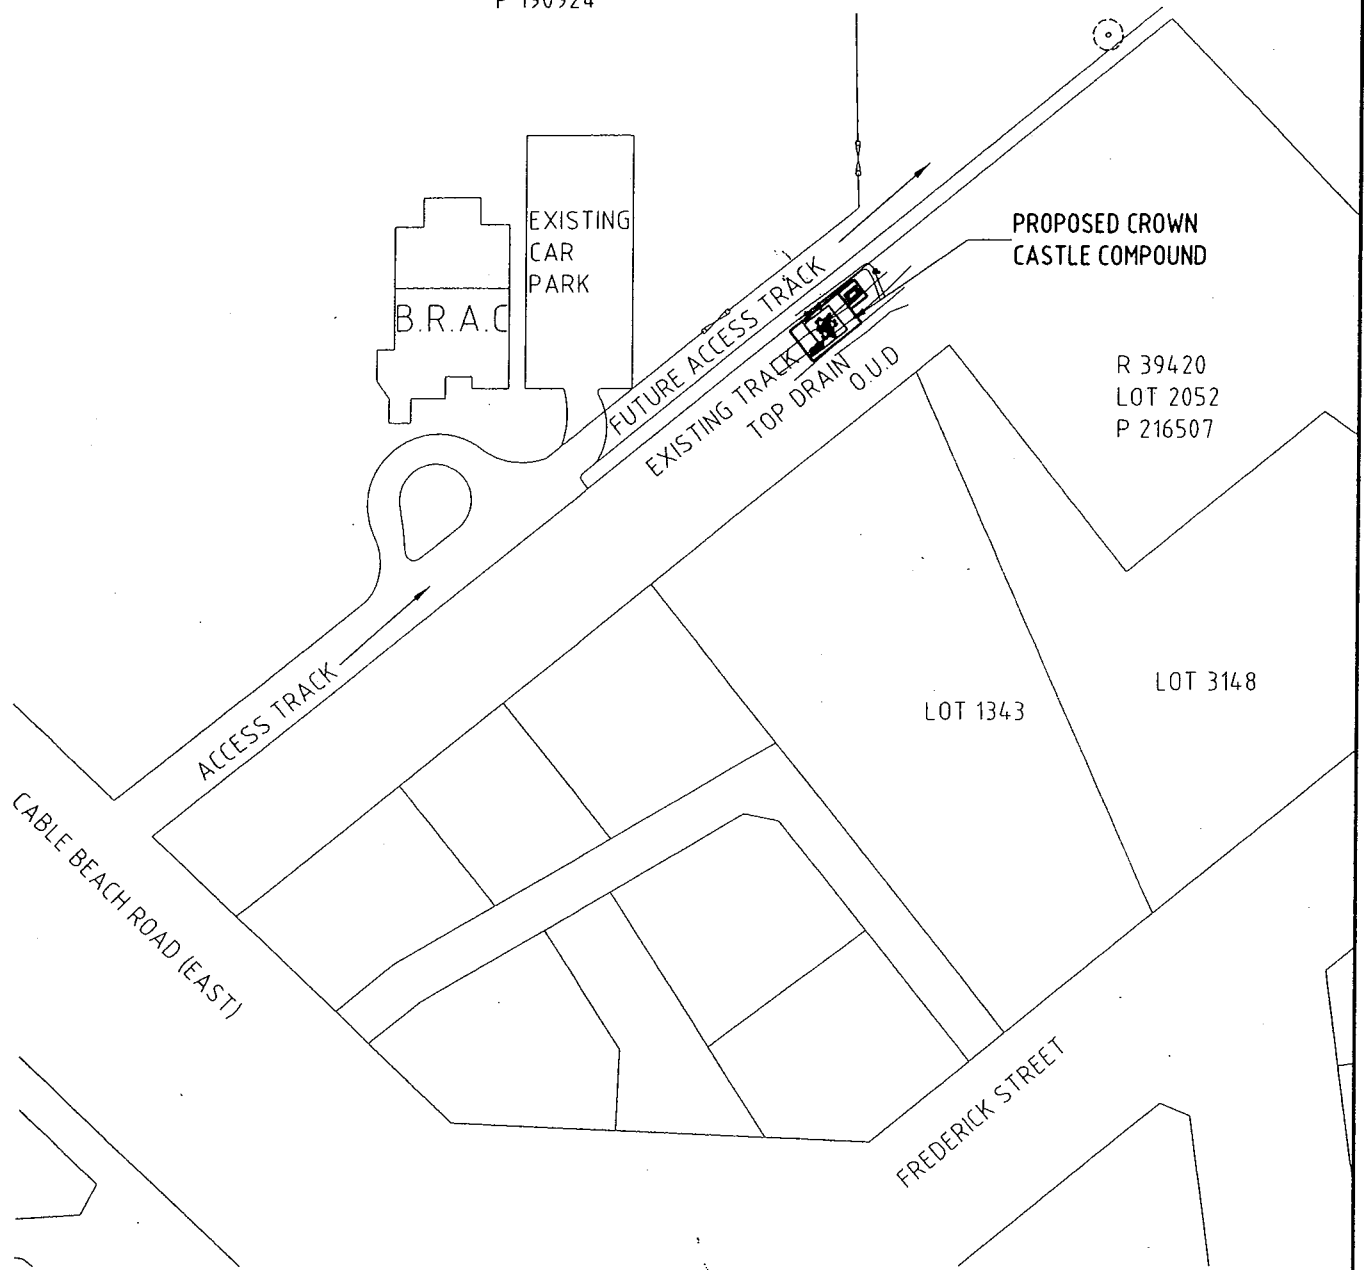 EXISTING
CAR
PARK
B.R.A.C
PROPOSED CROWN
CASTLE COMPOUND
FUTURE ACCESS TRACK
EXISTING TRACK
TOP DRAIN
O.U.D
R 39420
LOT 2052
P 216507
ACCESS TRACK
LOT 1343
LOT 3148
CABLE BEACH ROAD (EAST)
FREDERICK STREET